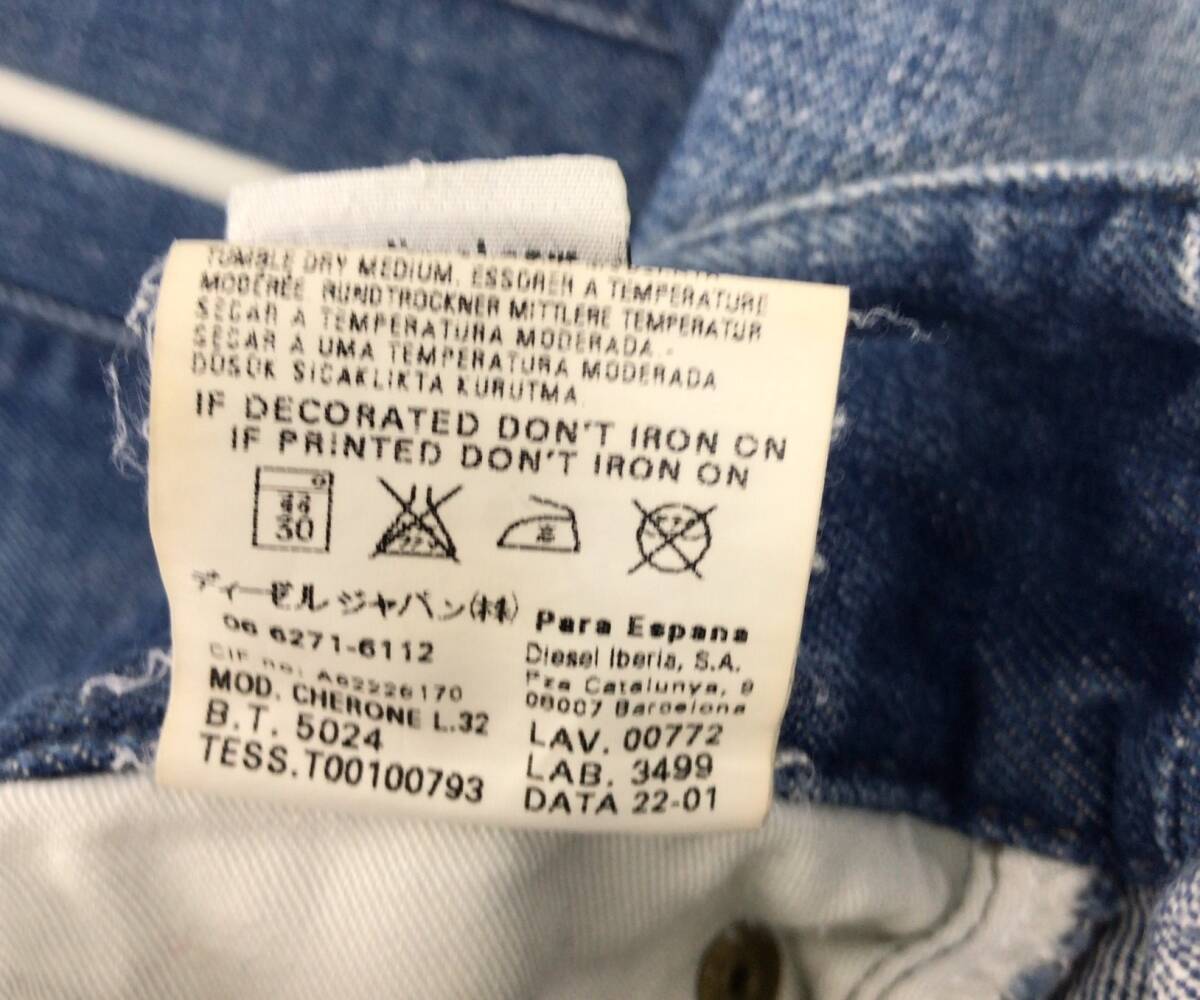 TUMBLE DRY MEDIUM. ESSORER A
MODÉRÉE RUNDTROCKNER MITTLERE TEMPERATUR
TEMPERATURE
SECAR A TEMPERATURA MODERADA.-
SECAR A UMA TEMPERATURA MODERADA
DUSUK SICAKLIKTA KURUTMA.
IF DECORATED DON'T IRON ON
IF PRINTED DON'T IRON ON
30
ディーゼルジャパン(株)
06 6271-6112
CIF no: A62226170
MOD. CHERONE L.32
B.T. 5024
TESS.T00100793
Para Espana
Diesel Iberia, S.A.
Pza Catalunya, 9
08007 Barcelona
LAV. 00772
LAB. 3499
DATA 22-01